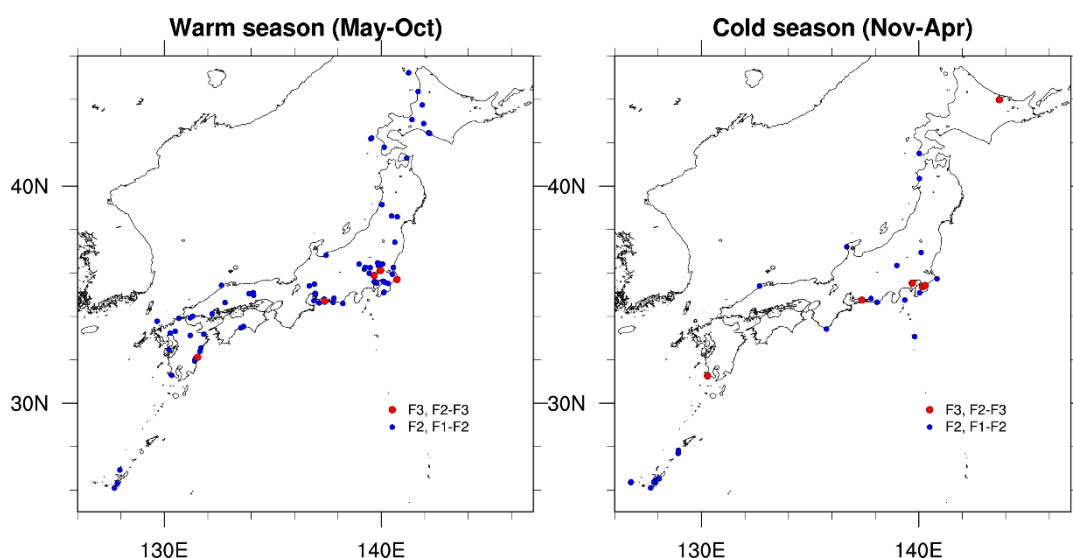 Warm season (May-Oct)
Cold season (Nov-Apr)
40N
30N
130E
140E
F3, F2-F3
F2, F1-F2
40N
30N
130E
140E
F3, F2-F3
F2, F1-F2